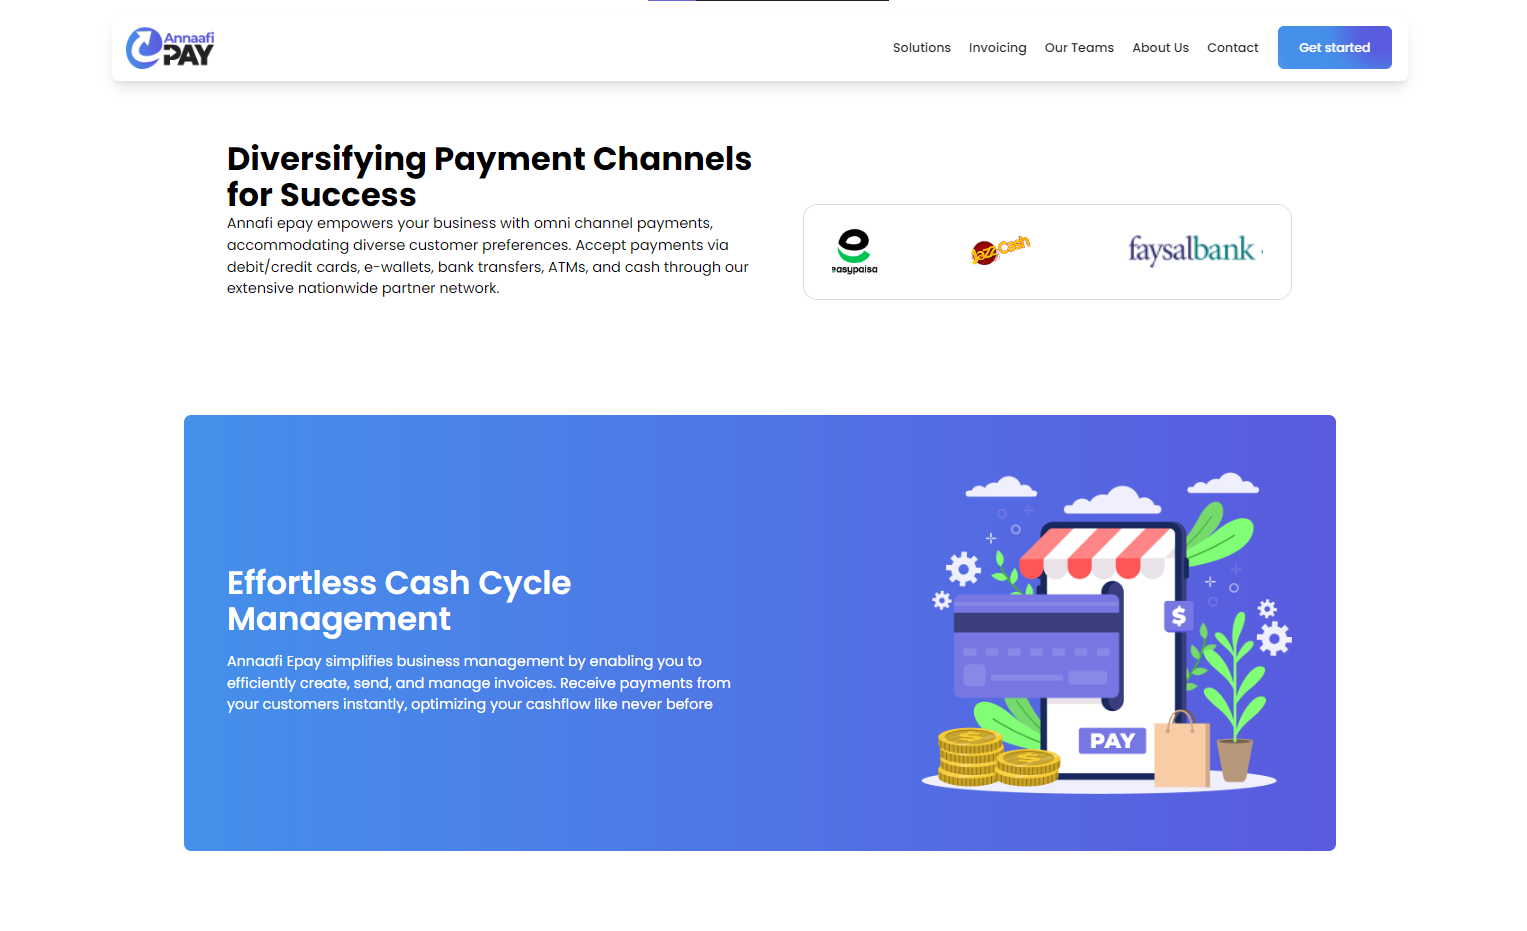 Annaafi
PAY
Solutions
Invoicing
Our Teams
About Us
Contact
Get started
Diversifying Payment Channels
for Success
Annafi epay empowers your business with omni channel payments,
accommodating diverse customer preferences. Accept payments via
debit/credit cards, e-wallets, bank transfers, ATMs, and cash through our
extensive nationwide partner network.
easypaisa
JazzCash
faysalbank
Effortless Cash Cycle
Management
Annaafi Epay simplifies business management by enabling you to
efficiently create, send, and manage invoices. Receive payments from
your customers instantly, optimizing your cashflow like never before
$
PAY
$
$